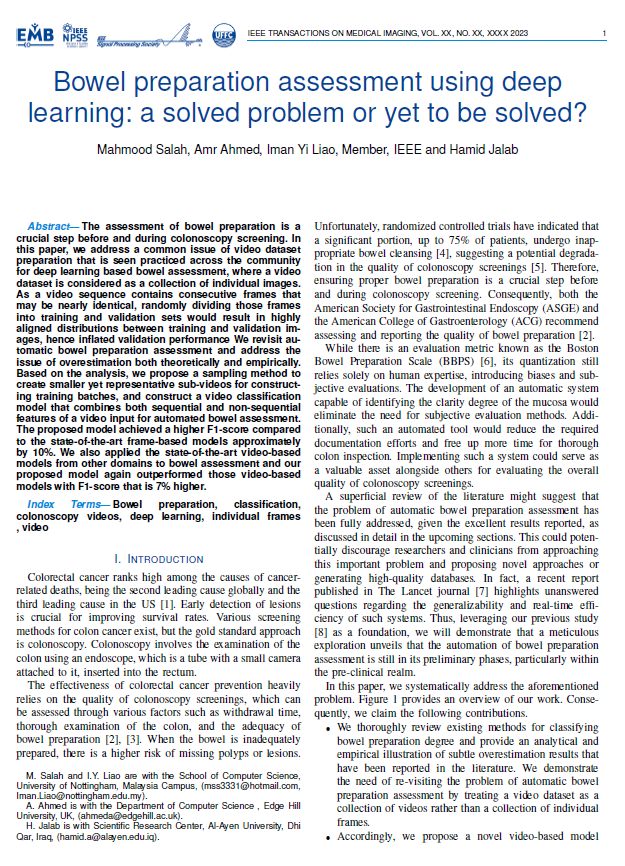 EMB
IEEE
NPSS
IEEE
Signal Processing Society
UFFC
IEEE TRANSACTIONS ON MEDICAL IMAGING, VOL. XX, NO. XX, XXXX 2023
1
Bowel preparation assessment using deep
learning: a solved problem or yet to be solved?
Mahmood Salah, Amr Ahmed, Iman Yi Liao, Member, IEEE and Hamid Jalab
Abstract— The assessment of bowel preparation is a
crucial step before and during colonoscopy screening. In
this paper, we address a common issue of video dataset
preparation that is seen practiced across the community
for deep learning based bowel assessment, where a video
dataset is considered as a collection of individual images.
As a video sequence contains consecutive frames that
may be nearly identical, randomly dividing those frames
into training and validation sets would result in highly
aligned distributions between training and validation im-
ages, hence inflated validation performance We revisit au-
tomatic bowel preparation assessment and address the
issue of overestimation both theoretically and empirically.
Based on the analysis, we propose a sampling method to
create smaller yet representative sub-videos for construct-
ing training batches, and construct a video classification
model that combines both sequential and non-sequential
features of a video input for automated bowel assessment.
The proposed model achieved a higher F1-score compared
to the state-of-the-art frame-based models approximately
by 10%. We also applied the state-of-the-art video-based
models from other domains to bowel assessment and our
proposed model again outperformed those video-based
models with F1-score that is 7% higher.
Index Terms— Bowel preparation, classification,
colonoscopy videos, deep learning, individual frames
, video
I. INTRODUCTION
Colorectal cancer ranks high among the causes of cancer-
related deaths, being the second leading cause globally and the
third leading cause in the US [1]. Early detection of lesions
is crucial for improving survival rates. Various screening
methods for colon cancer exist, but the gold standard approach
is colonoscopy. Colonoscopy involves the examination of the
colon using an endoscope, which is a tube with a small camera
attached to it, inserted into the rectum.
The effectiveness of colorectal cancer prevention heavily
relies on the quality of colonoscopy screenings, which can
be assessed through various factors such as withdrawal time,
thorough examination of the colon, and the adequacy of
bowel preparation [2], [3]. When the bowel is inadequately
prepared, there is a higher risk of missing polyps or lesions.
M. Salah and I.Y. Liao are with the School of Computer Science,
University of Nottingham, Malaysia Campus, (mss3331@hotmail.com,
Iman.Liao@nottingham.edu.my).
A. Ahmed is with the Department of Computer Science , Edge Hill
University, UK, (ahmeda@edgehill.ac.uk).
H. Jalab is with Scientific Research Center, Al-Ayen University, Dhi
Qar, Iraq, (hamid.a@alayen.edu.iq).
Unfortunately, randomized controlled trials have indicated that
a significant portion, up to 75% of patients, undergo inap-
propriate bowel cleansing [4], suggesting a potential degrada-
tion in the quality of colonoscopy screenings [5]. Therefore,
ensuring proper bowel preparation is a crucial step before
and during colonoscopy screening. Consequently, both the
American Society for Gastrointestinal Endoscopy (ASGE) and
the American College of Gastroenterology (ACG) recommend
assessing and reporting the quality of bowel preparation [2].
While there is an evaluation metric known as the Boston
Bowel Preparation Scale (BBPS) [6], its quantization still
relies solely on human expertise, introducing biases and sub-
jective evaluations. The development of an automatic system
capable of identifying the clarity degree of the mucosa would
eliminate the need for subjective evaluation methods. Addi-
tionally, such an automated tool would reduce the required
documentation efforts and free up more time for thorough
colon inspection. Implementing such a system could serve as
a valuable asset alongside others for evaluating the overall
quality of colonoscopy screenings.
A superficial review of the literature might suggest that
the problem of automatic bowel preparation assessment has
been fully addressed, given the excellent results reported, as
discussed in detail in the upcoming sections. This could poten-
tially discourage researchers and clinicians from approaching
this important problem and proposing novel approaches or
generating high-quality databases. In fact, a recent report
published in The Lancet journal [7] highlights unanswered
questions regarding the generalizability and real-time effi-
ciency of such systems. Thus, leveraging our previous study
[8] as a foundation, we will demonstrate that a meticulous
exploration unveils that the automation of bowel preparation
assessment is still in its preliminary phases, particularly within
the pre-clinical realm.
In this paper, we systematically address the aforementioned
problem. Figure 1 provides an overview of our work. Conse-
quently, we claim the following contributions.
• We thoroughly review existing methods for classifying
bowel preparation degree and provide an analytical and
empirical illustration of subtle overestimation results that
have been reported in the literature. We demonstrate
the need of re-visiting the problem of automatic bowel
preparation assessment by treating a video dataset as a
collection of videos rather than a collection of individual
frames.
• Accordingly, we propose a novel video-based model